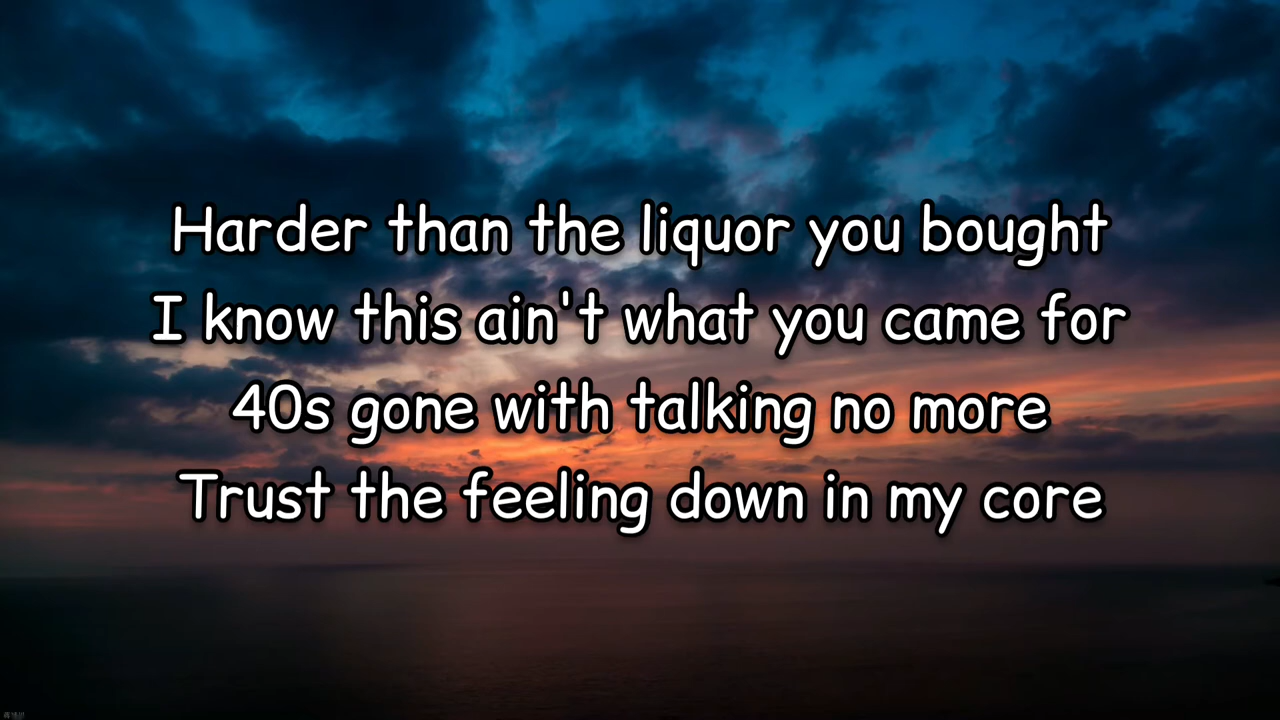 Harder than the liquor you bought
I know this ain't what you came for
40s gone with talking no more
Trust the feeling down in my core